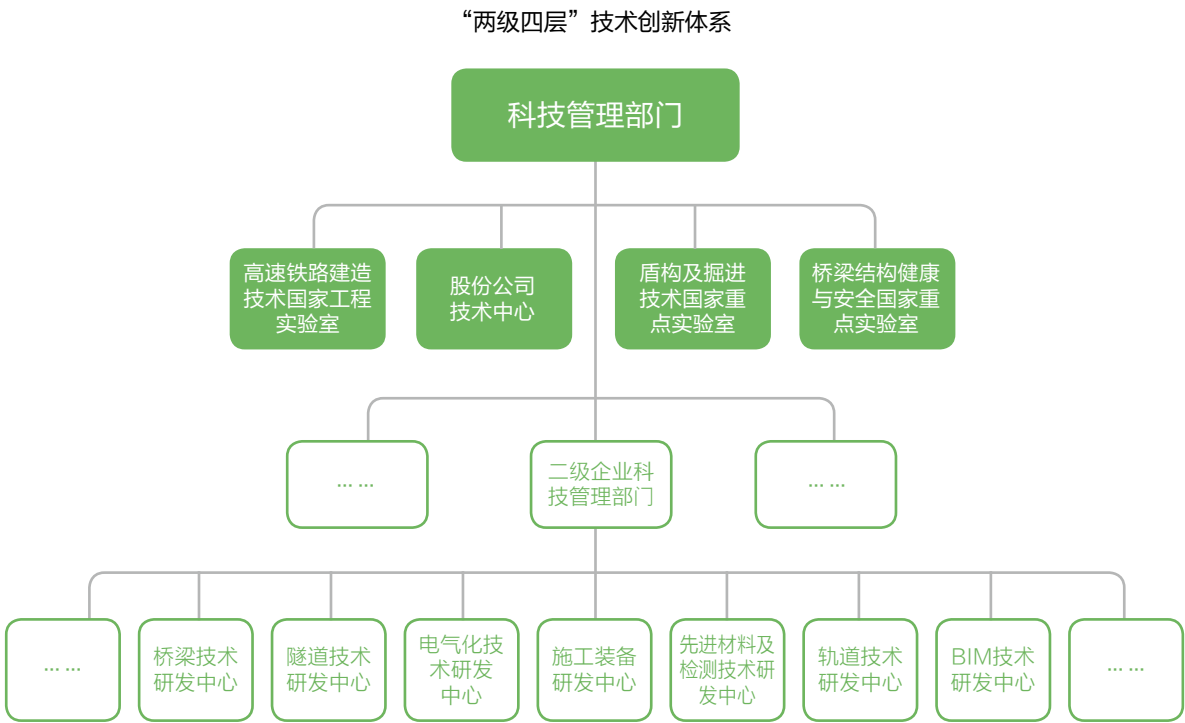 “两级四层”技术创新体系
科技管理部门
高速铁路建造
技术国家工程
实验室
股份公司
技术中心
盾构及掘进
技术国家重
点实验室
桥梁结构健康
与安全国家重
点实验室
... ...
二级企业科
技管理部门
... ...
... ...
桥梁技术
研发中心
隧道技术
研发中心
电气化技
术研发
中心
施工装备
研发中心
先进材料及
检测技术研
发中心
轨道技术
研发中心
BIM技术
研发中心
... ...